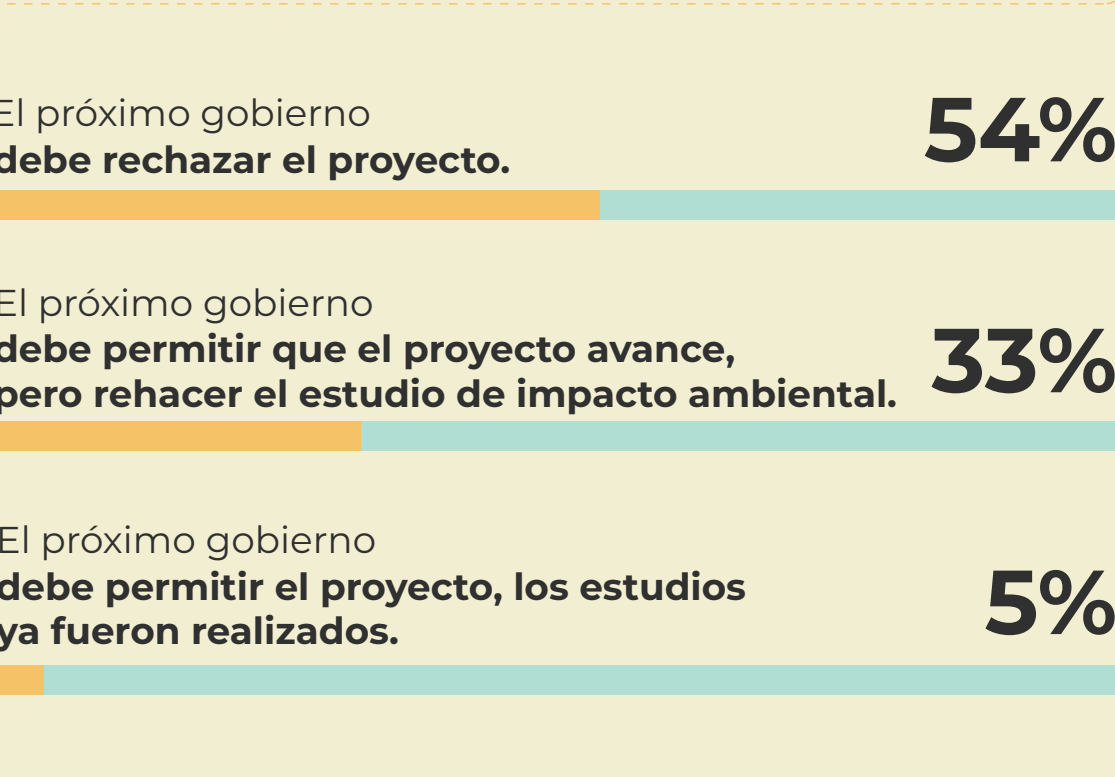 El próximo gobierno
debe rechazar el proyecto.
54%
El próximo gobierno
debe permitir que el proyecto avance,
pero rehacer el estudio de impacto ambiental.
33%
El próximo gobierno
debe permitir el proyecto, los estudios
ya fueron realizados.
5%